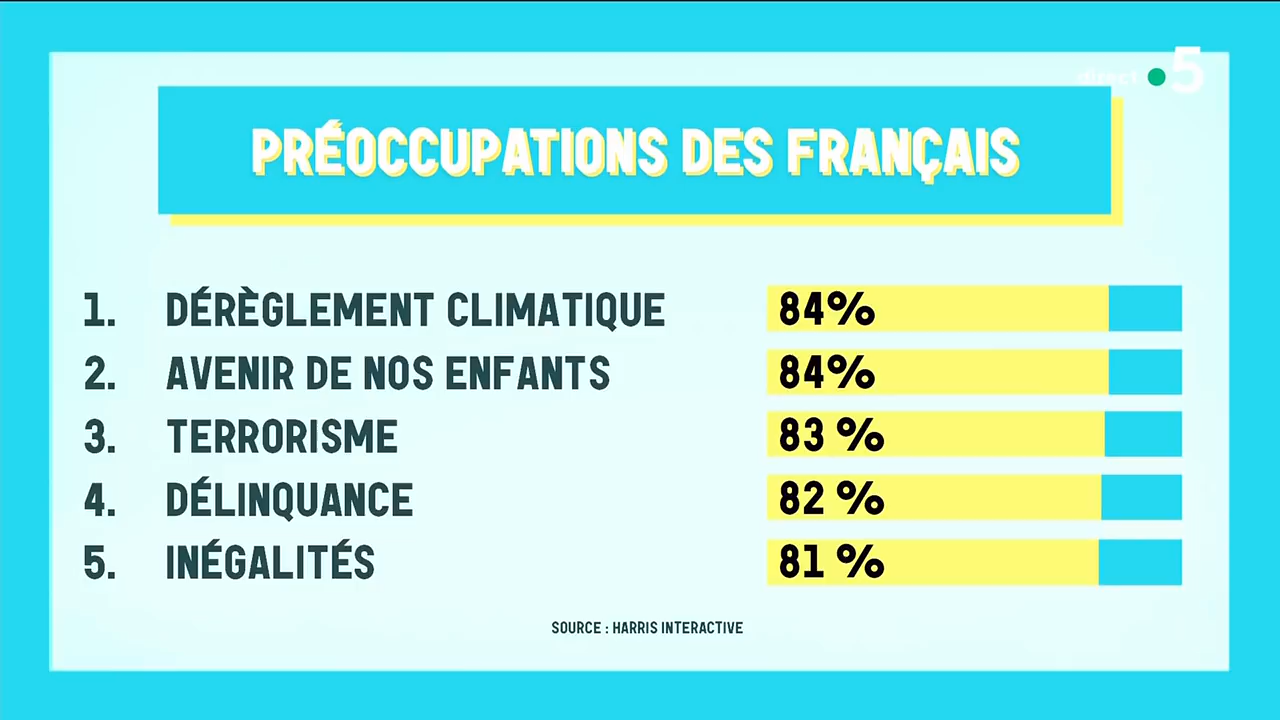 direct 5
PRÉOCCUPATIONS DES FRANÇAIS
1. DÉRÈGLEMENT CLIMATIQUE 84%
2. AVENIR DE NOS ENFANTS 84%
3. TERRORISME 83 %
4. DÉLINQUANCE 82 %
5. INÉGALITÉS 81 %
SOURCE : HARRIS INTERACTIVE